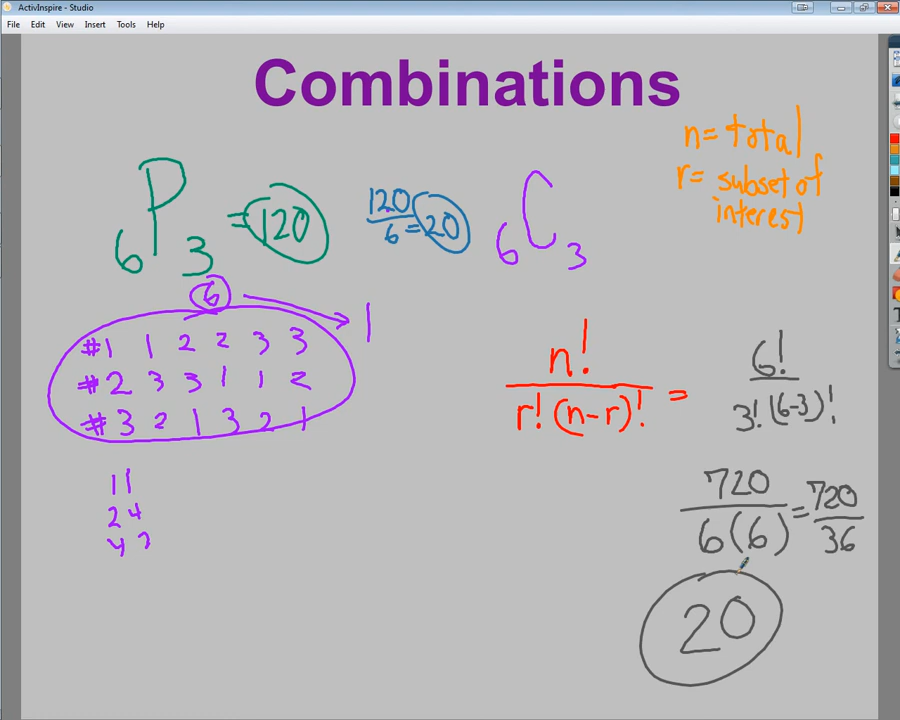 ActivInspire - Studio
File Edit View Insert Tools Help
Combinations
n= total
r= subset of
interest
6P3 =120
120/6 =20
6C3
6 → 1
#1 1 2 2 3 3
#2 3 3 1 1 2
#3 2 1 3 2 1
1 1
2 4
4 2
n!/r!(n-r)! = 6!/3!(6-3)!
720/6(6) = 720/36
20